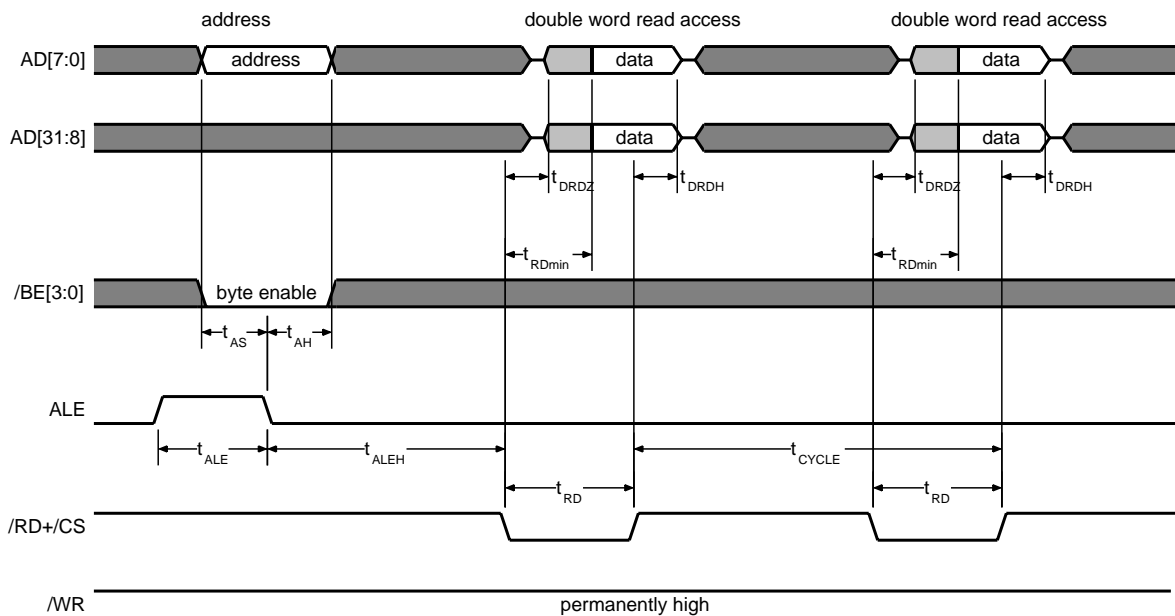 address double word read access double word read access
AD[7:0] address data data
AD[31:8] data data
tDRDZ tDRDH tDRDZ tDRDH
tRDmin tRDmin
/BE[3:0] byte enable
tAS tAH
ALE
tALE tALEH tCYCLE
tRD tRD
/RD+/CS
/WR permanently high